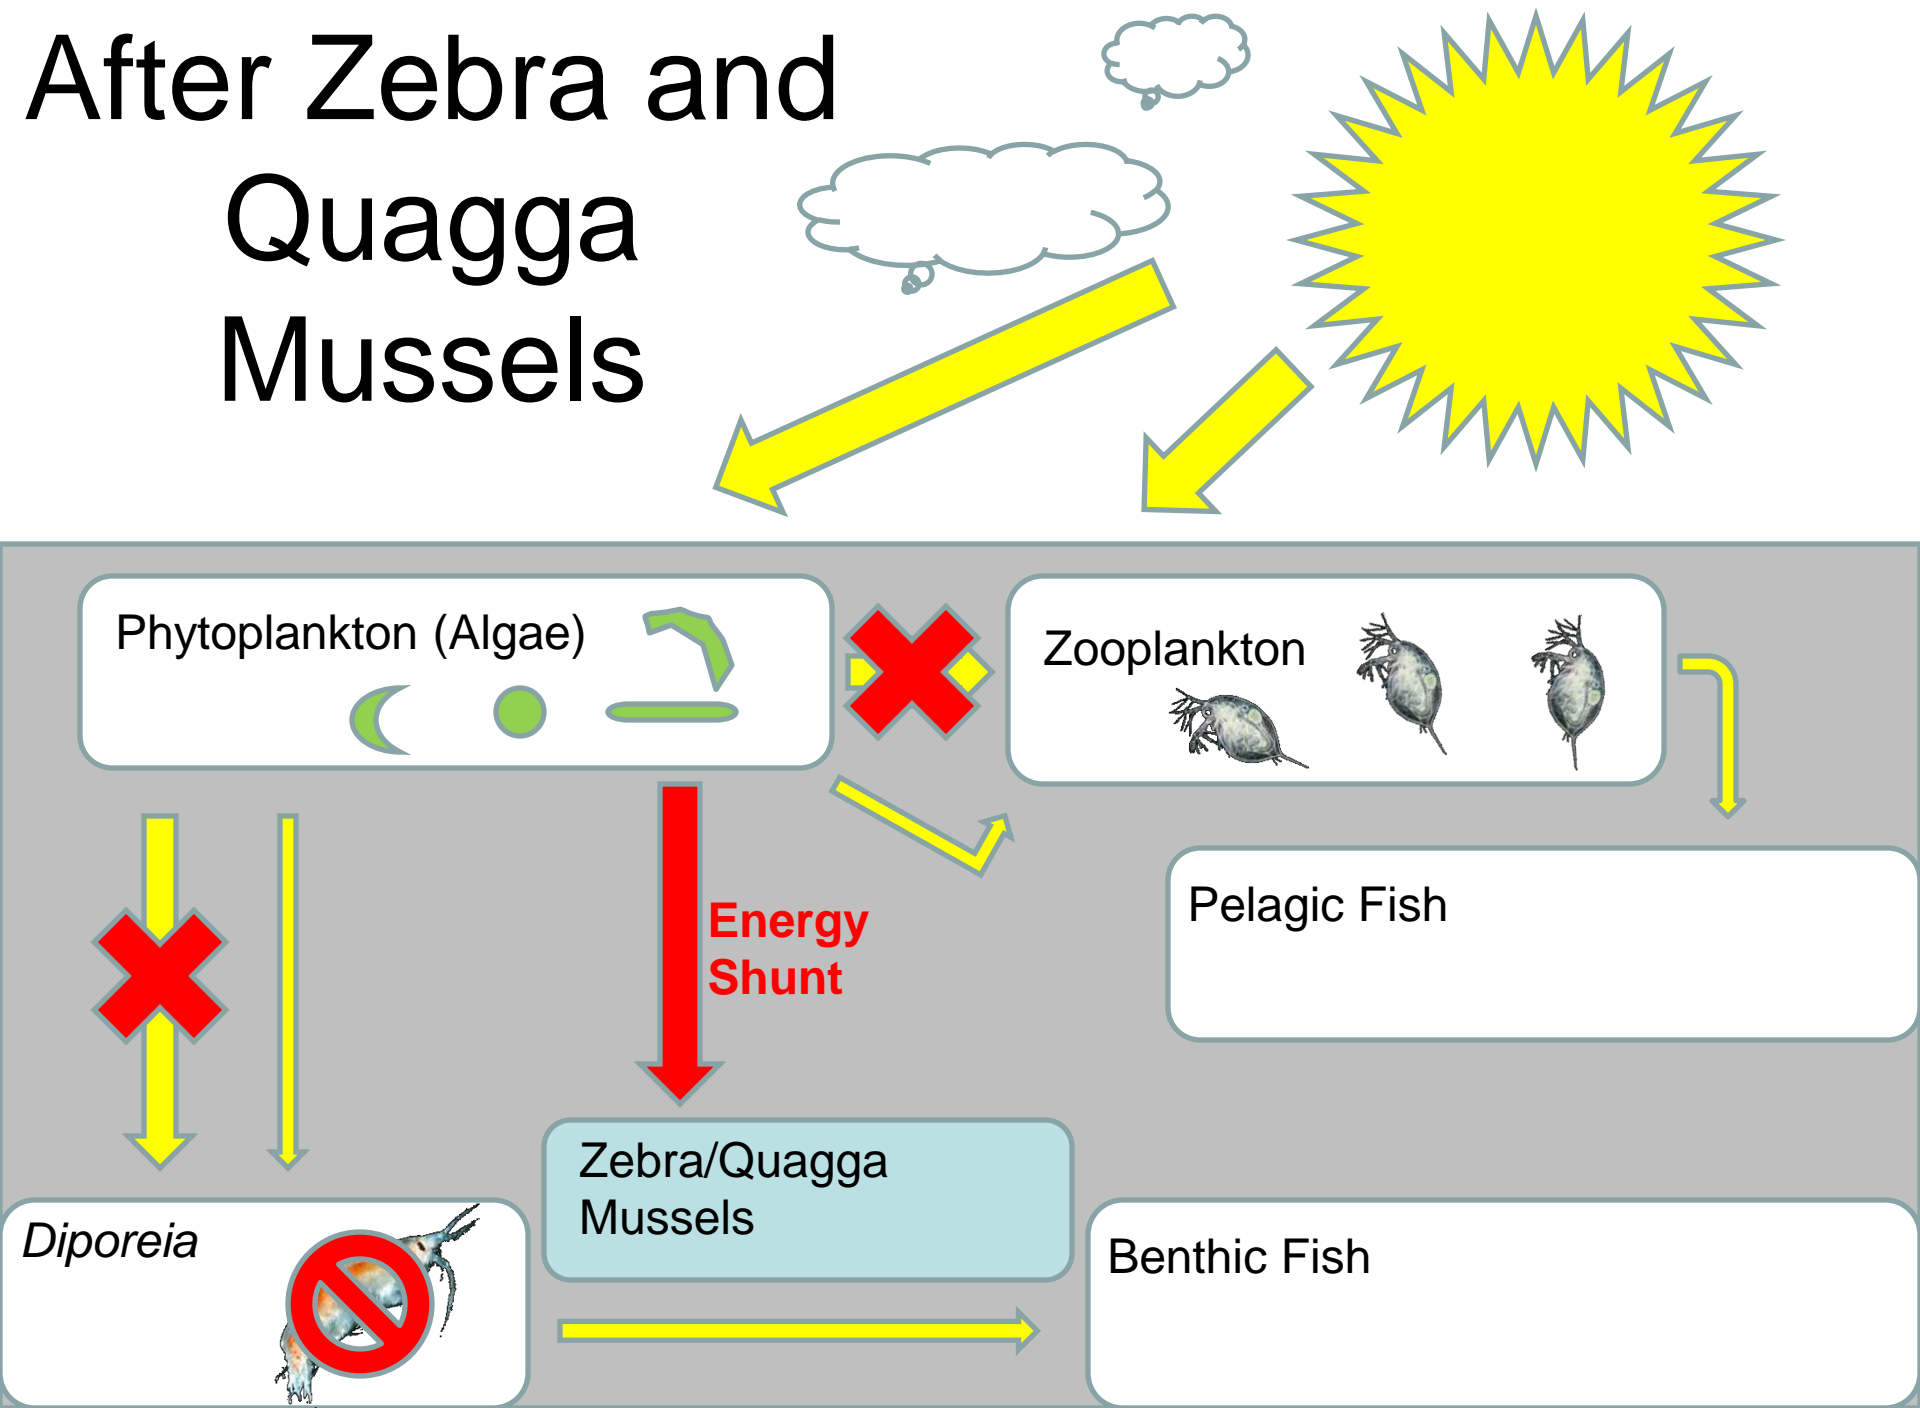 After Zebra and
Quagga
Mussels
Phytoplankton (Algae)
Zooplankton
Pelagic Fish
Energy
Shunt
Zebra/Quagga
Mussels
Diporeia
Benthic Fish